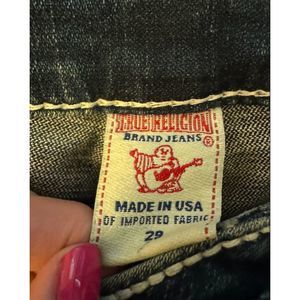 TRUE RELIGION
BRAND JEANS ®
MADE IN USA
OF IMPORTED FABRIC
29